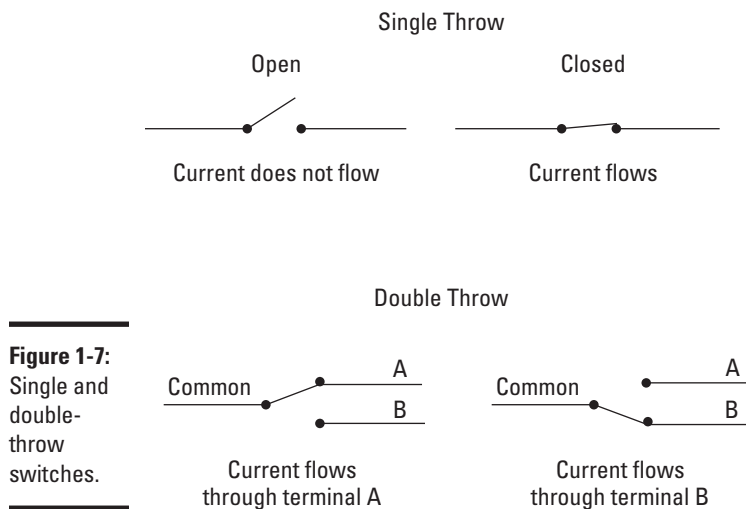 Single Throw
Open
Closed
Current does not flow
Current flows
Double Throw
Figure 1-7:
Single and
double-
throw
switches.
Common
A
B
Current flows
through terminal A
Common
A
B
Current flows
through terminal B